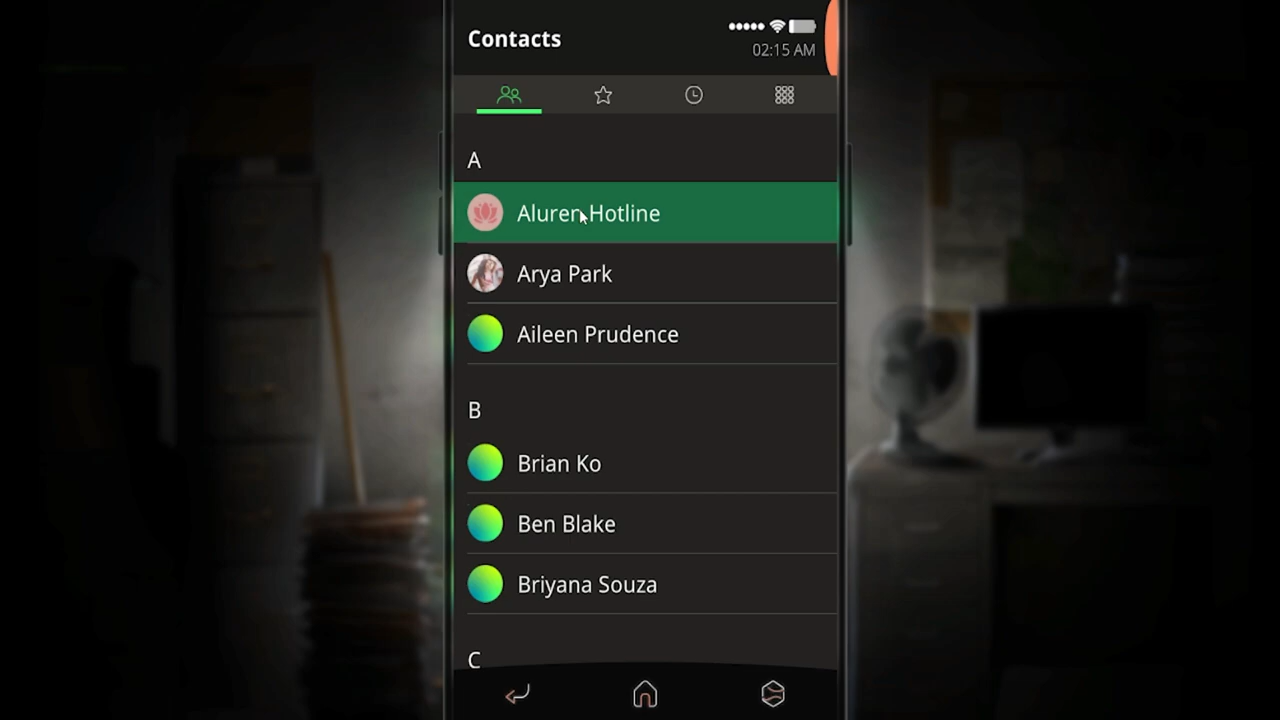 Contacts
02:15 AM
A
Aluren Hotline
Arya Park
Aileen Prudence
B
Brian Ko
Ben Blake
Briyana Souza
C